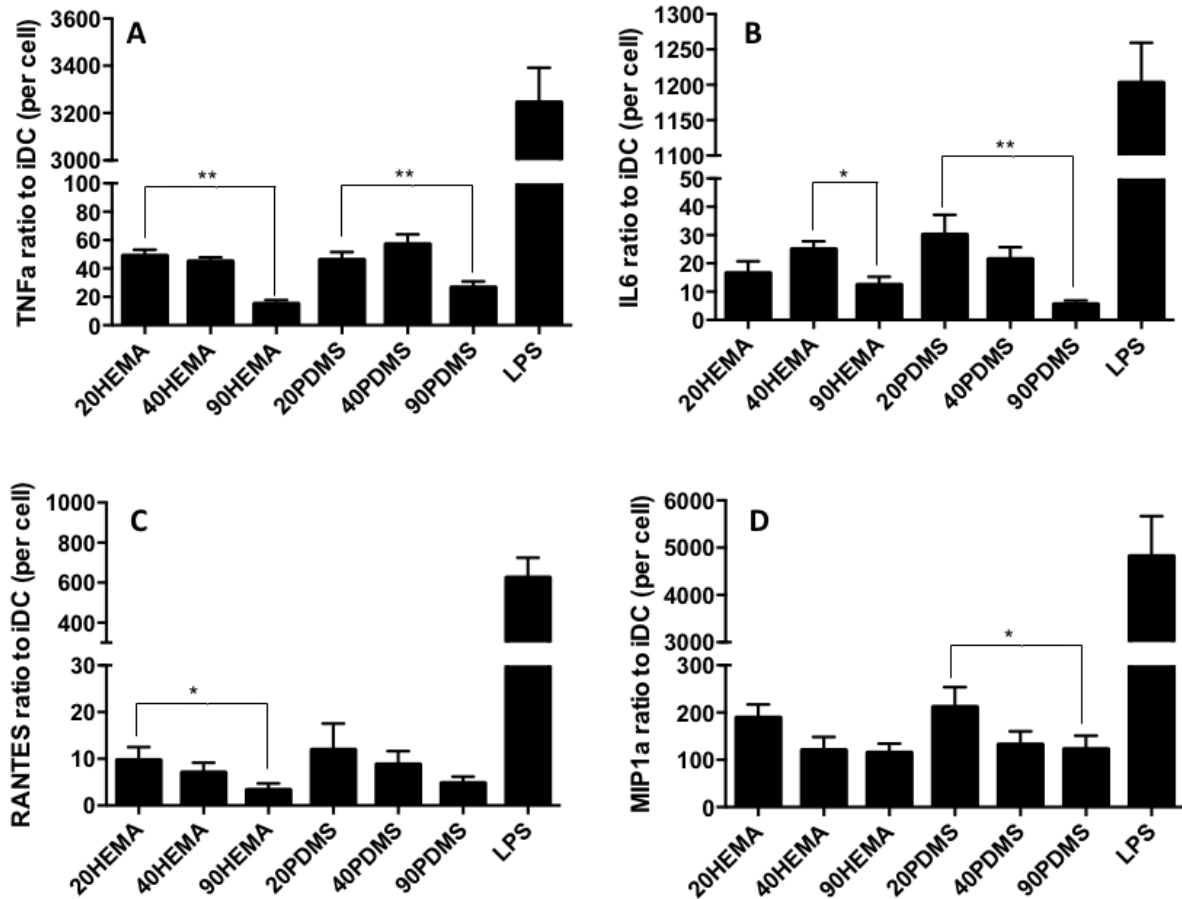 A
TNFa ratio to iDC (per cell)
3600
3400
3200
3000
100
80
60
40
20
0
**
**
20HEMA
40HEMA
90HEMA
20PDMS
40PDMS
90PDMS
LPS
B
IL6 ratio to iDC (per cell)
1300
1250
1200
1150
1100
50
40
30
20
10
0
*
**
20HEMA
40HEMA
90HEMA
20PDMS
40PDMS
90PDMS
LPS
C
RANTES ratio to iDC (per cell)
1000
800
600
400
30
20
10
0
*
20HEMA
40HEMA
90HEMA
20PDMS
40PDMS
90PDMS
LPS
D
MIP1a ratio to iDC (per cell)
6000
5000
4000
3000
300
200
100
0
*
20HEMA
40HEMA
90HEMA
20PDMS
40PDMS
90PDMS
LPS